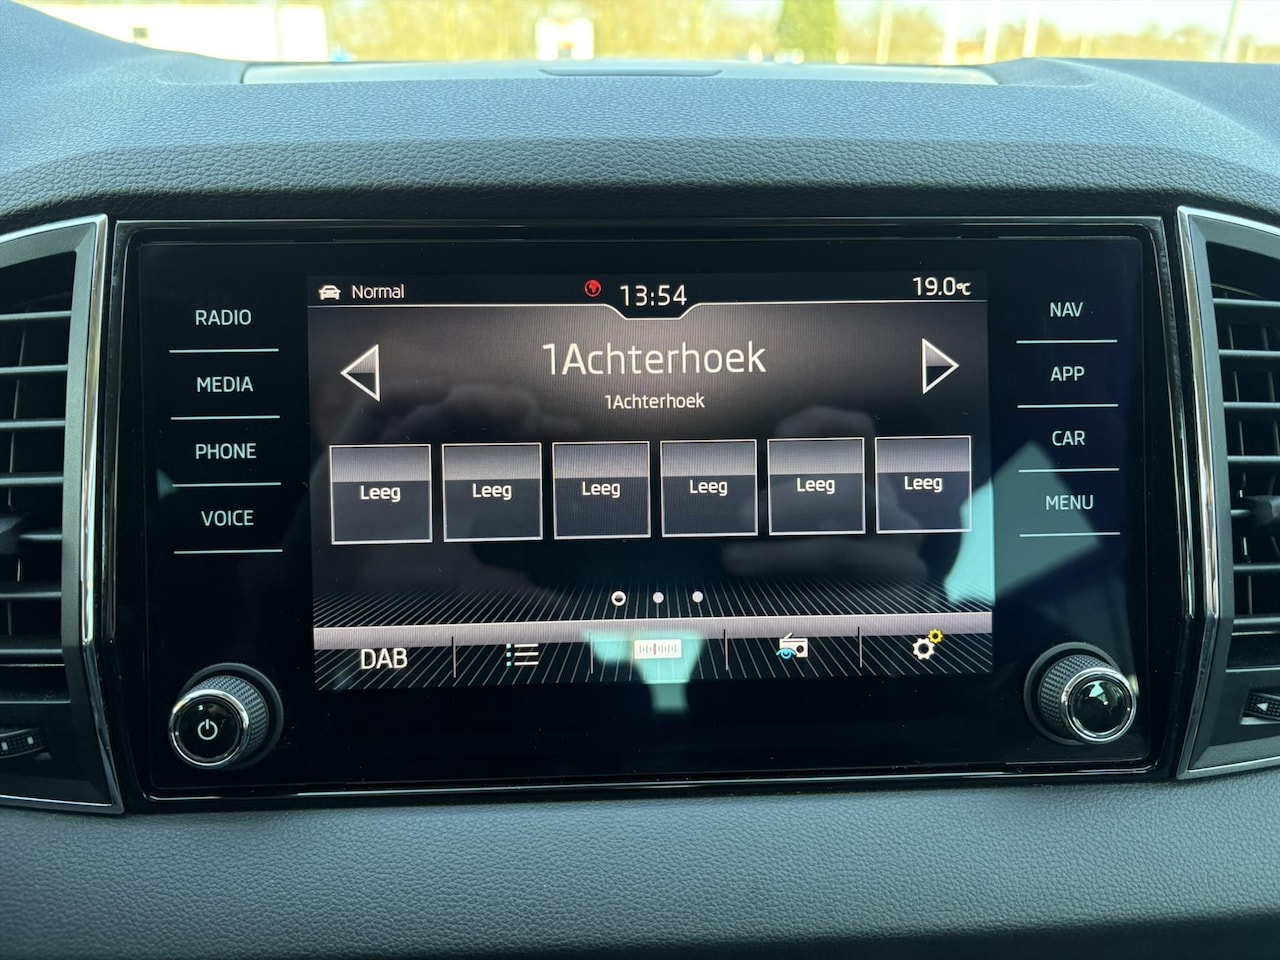 Normal 13:54 19.0°C
RADIO
MEDIA
PHONE
VOICE
1Achterhoek
1Achterhoek
Leeg Leeg Leeg Leeg Leeg Leeg
DAB
NAV
APP
CAR
MENU